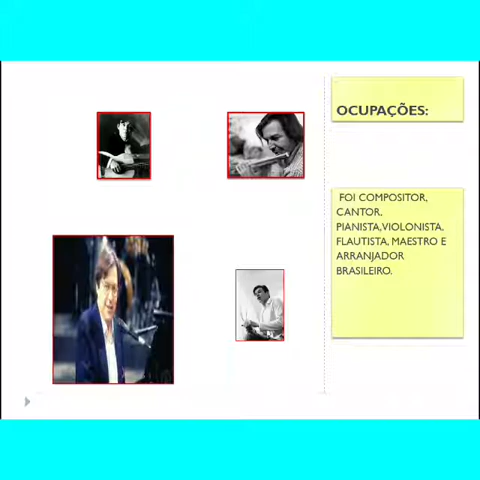 OCUPAÇÕES:
FOI COMPOSITOR,
CANTOR,
PIANISTA,VIOLONISTA,
FLAUTISTA, MAESTRO E
ARRANJADOR
BRASILEIRO.